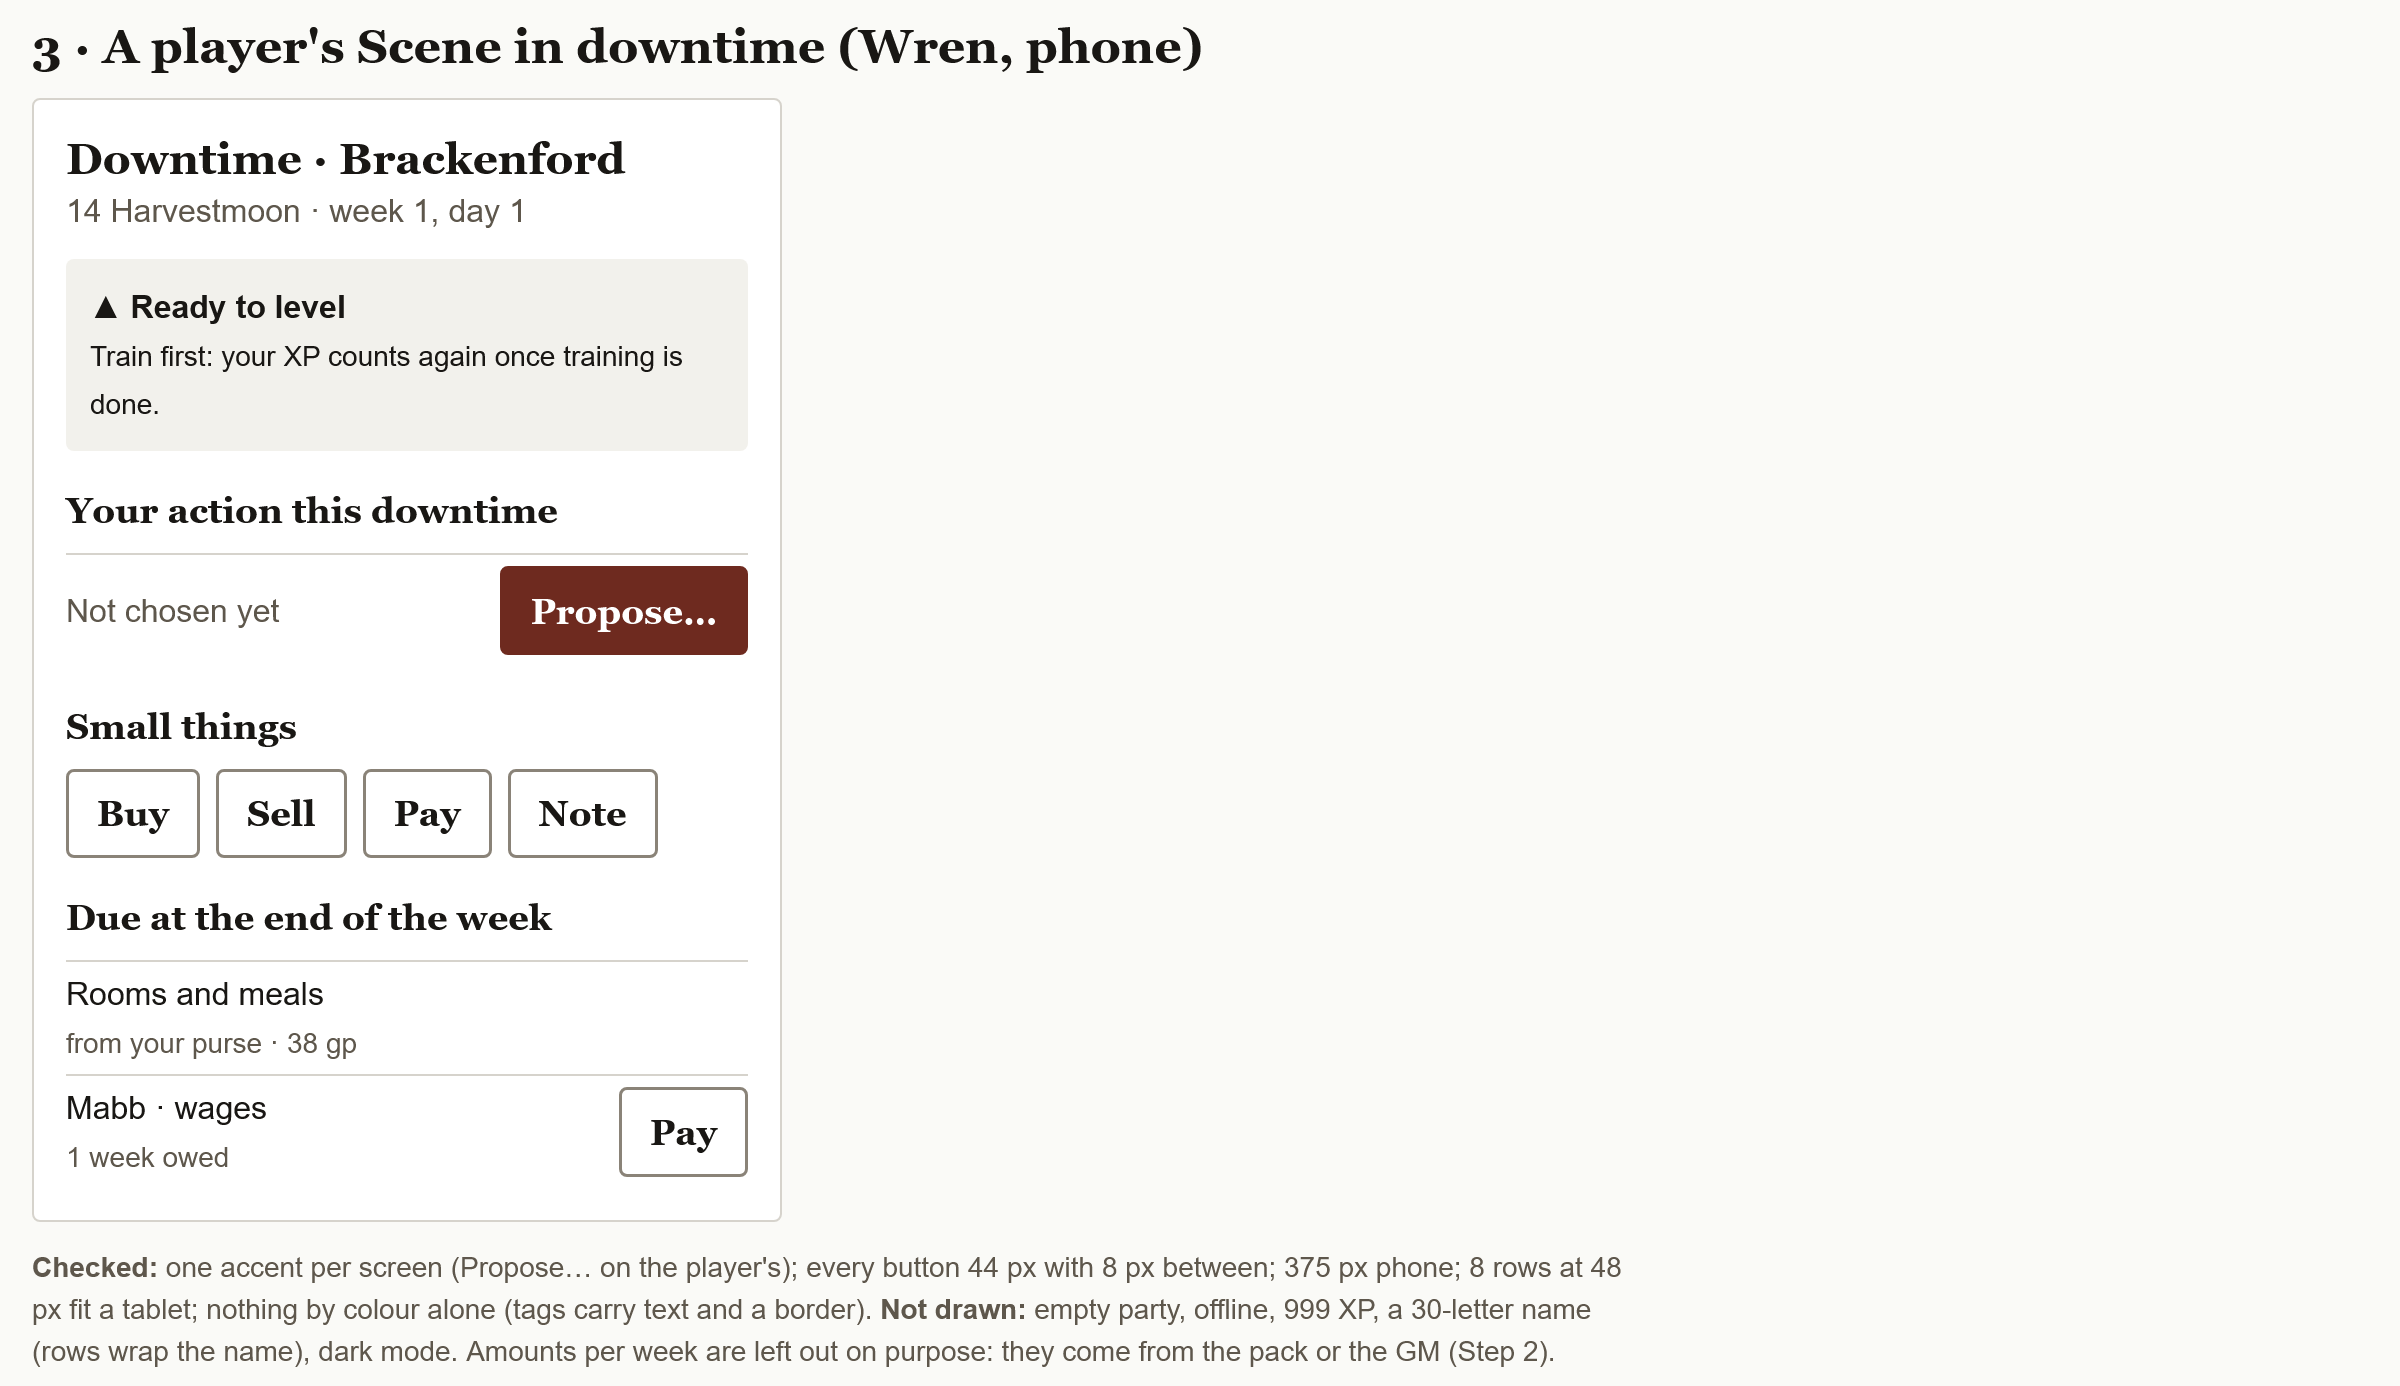 3 · A player's Scene in downtime (Wren, phone)
Downtime · Brackenford
14 Harvestmoon · week 1, day 1
▲ Ready to level
Train first: your XP counts again once training is
done.
Your action this downtime
Not chosen yet
Propose…
Small things
Buy
Sell
Pay
Note
Due at the end of the week
Rooms and meals
from your purse · 38 gp
Mabb · wages
1 week owed
Pay
Checked: one accent per screen (Propose… on the player's); every button 44 px with 8 px between; 375 px phone; 8 rows at 48
px fit a tablet; nothing by colour alone (tags carry text and a border). Not drawn: empty party, offline, 999 XP, a 30-letter name
(rows wrap the name), dark mode. Amounts per week are left out on purpose: they come from the pack or the GM (Step 2).